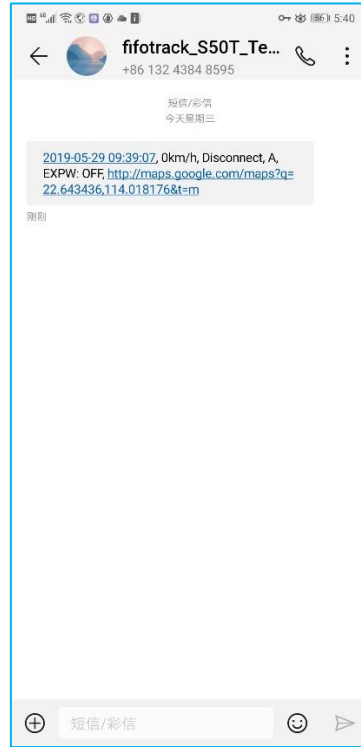 5:40
fifotrack_S50T_Te...
+86 132 4384 8595
短信/彩信
今天星期三
2019-05-29 09:39:07, 0km/h, Disconnect, A,
EXPW: OFF, http://maps.google.com/maps?q=
22.643436,114.018176&t=m
刚刚
短信/彩信